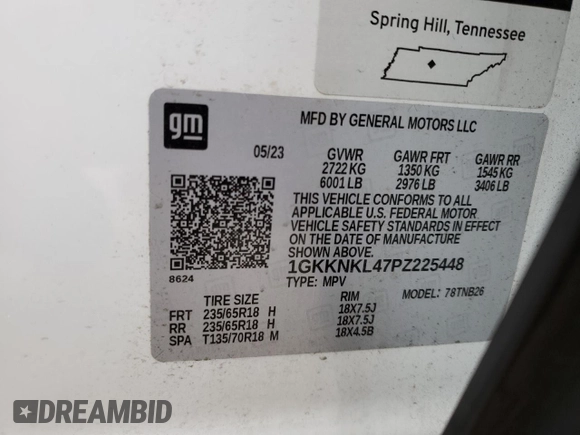 Spring Hill, Tennessee
gm
MFD BY GENERAL MOTORS LLC
05/23 GVWR GAWR FRT GAWR RR
2722 KG 1350 KG 1545 KG
6001 LB 2976 LB 3406 LB
THIS VEHICLE CONFORMS TO ALL
APPLICABLE U.S. FEDERAL MOTOR
VEHICLE SAFETY STANDARDS IN EFFECT
ON THE DATE OF MANUFACTURE
SHOWN ABOVE.
1GKKNKL47PZ225448
8624
TYPE: MPV MODEL: 78TNB26
TIRE SIZE RIM
FRT 235/65R18 H 18X7.5J
RR 235/65R18 H 18X7.5J
SPA T135/70R18 M 18X4.5B
DREAMBID